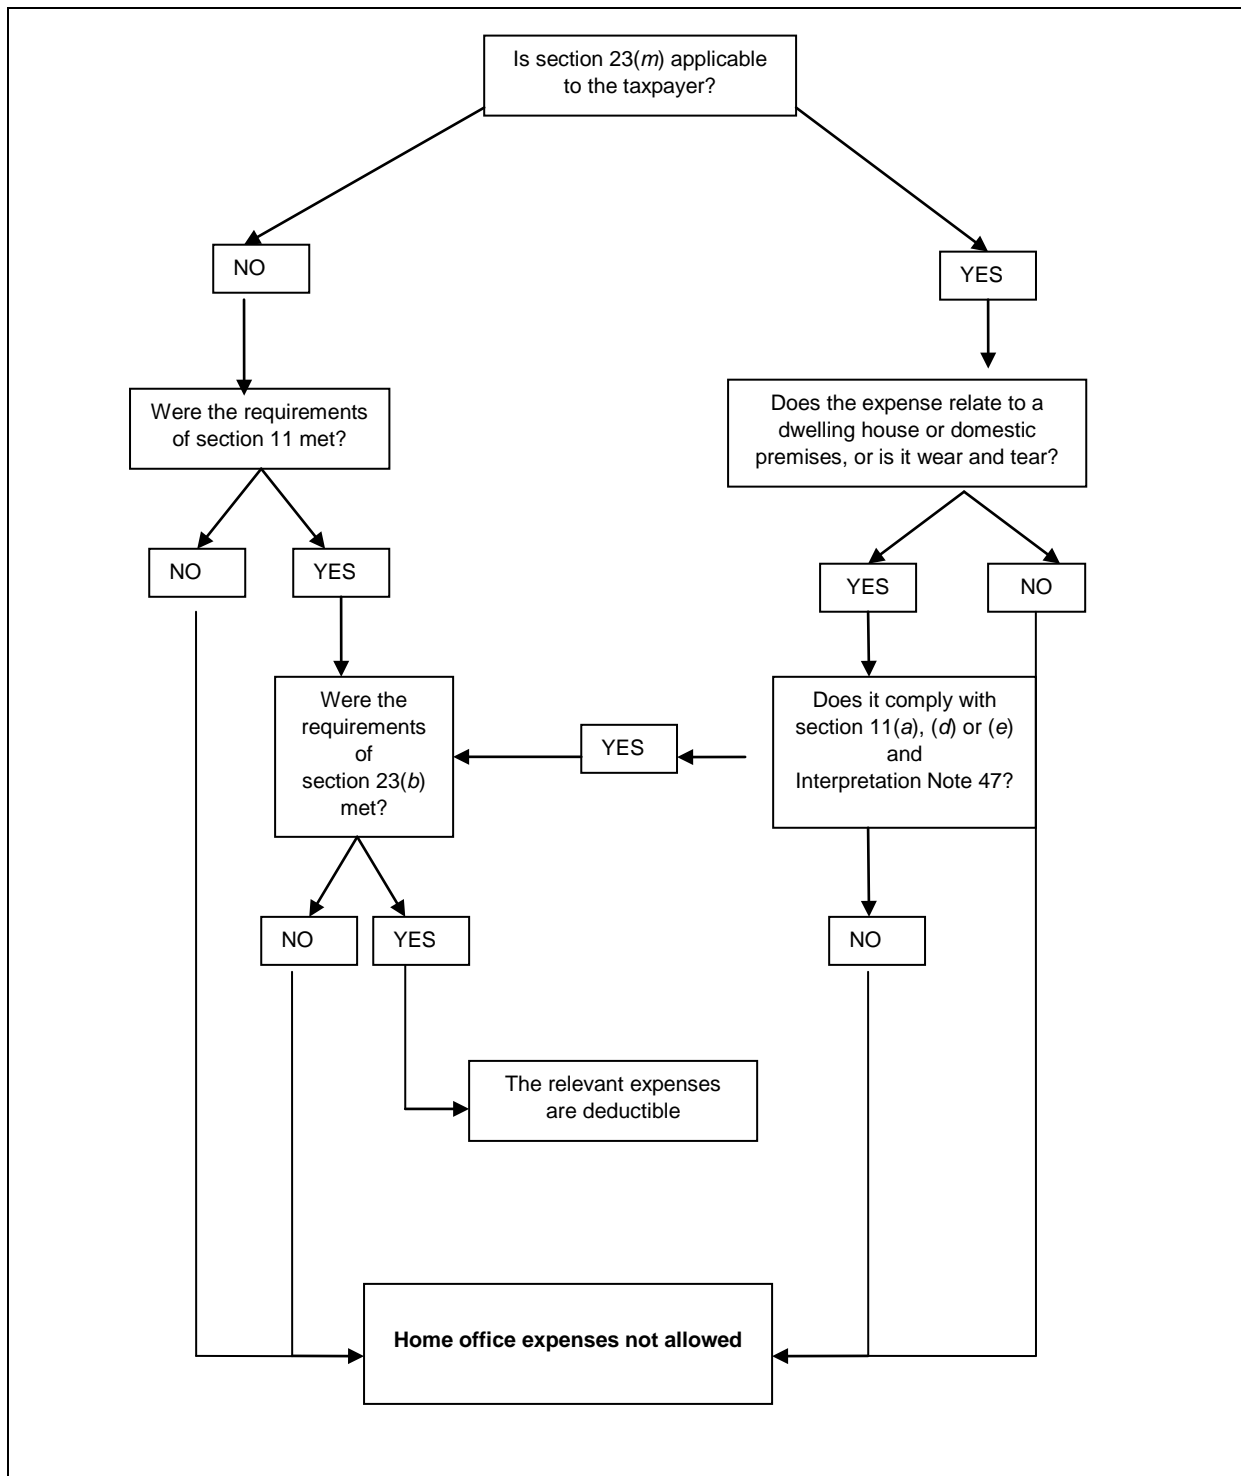 Is section 23(m) applicable
to the taxpayer?
NO
YES
Were the requirements
of section 11 met?
Does the expense relate to a
dwelling house or domestic
premises, or is it wear and tear?
NO
YES
YES
NO
Were the
requirements
of
section 23(b)
met?
YES
Does it comply with
section 11(a), (d) or (e)
and
Interpretation Note 47?
NO
YES
NO
The relevant expenses
are deductible
Home office expenses not allowed